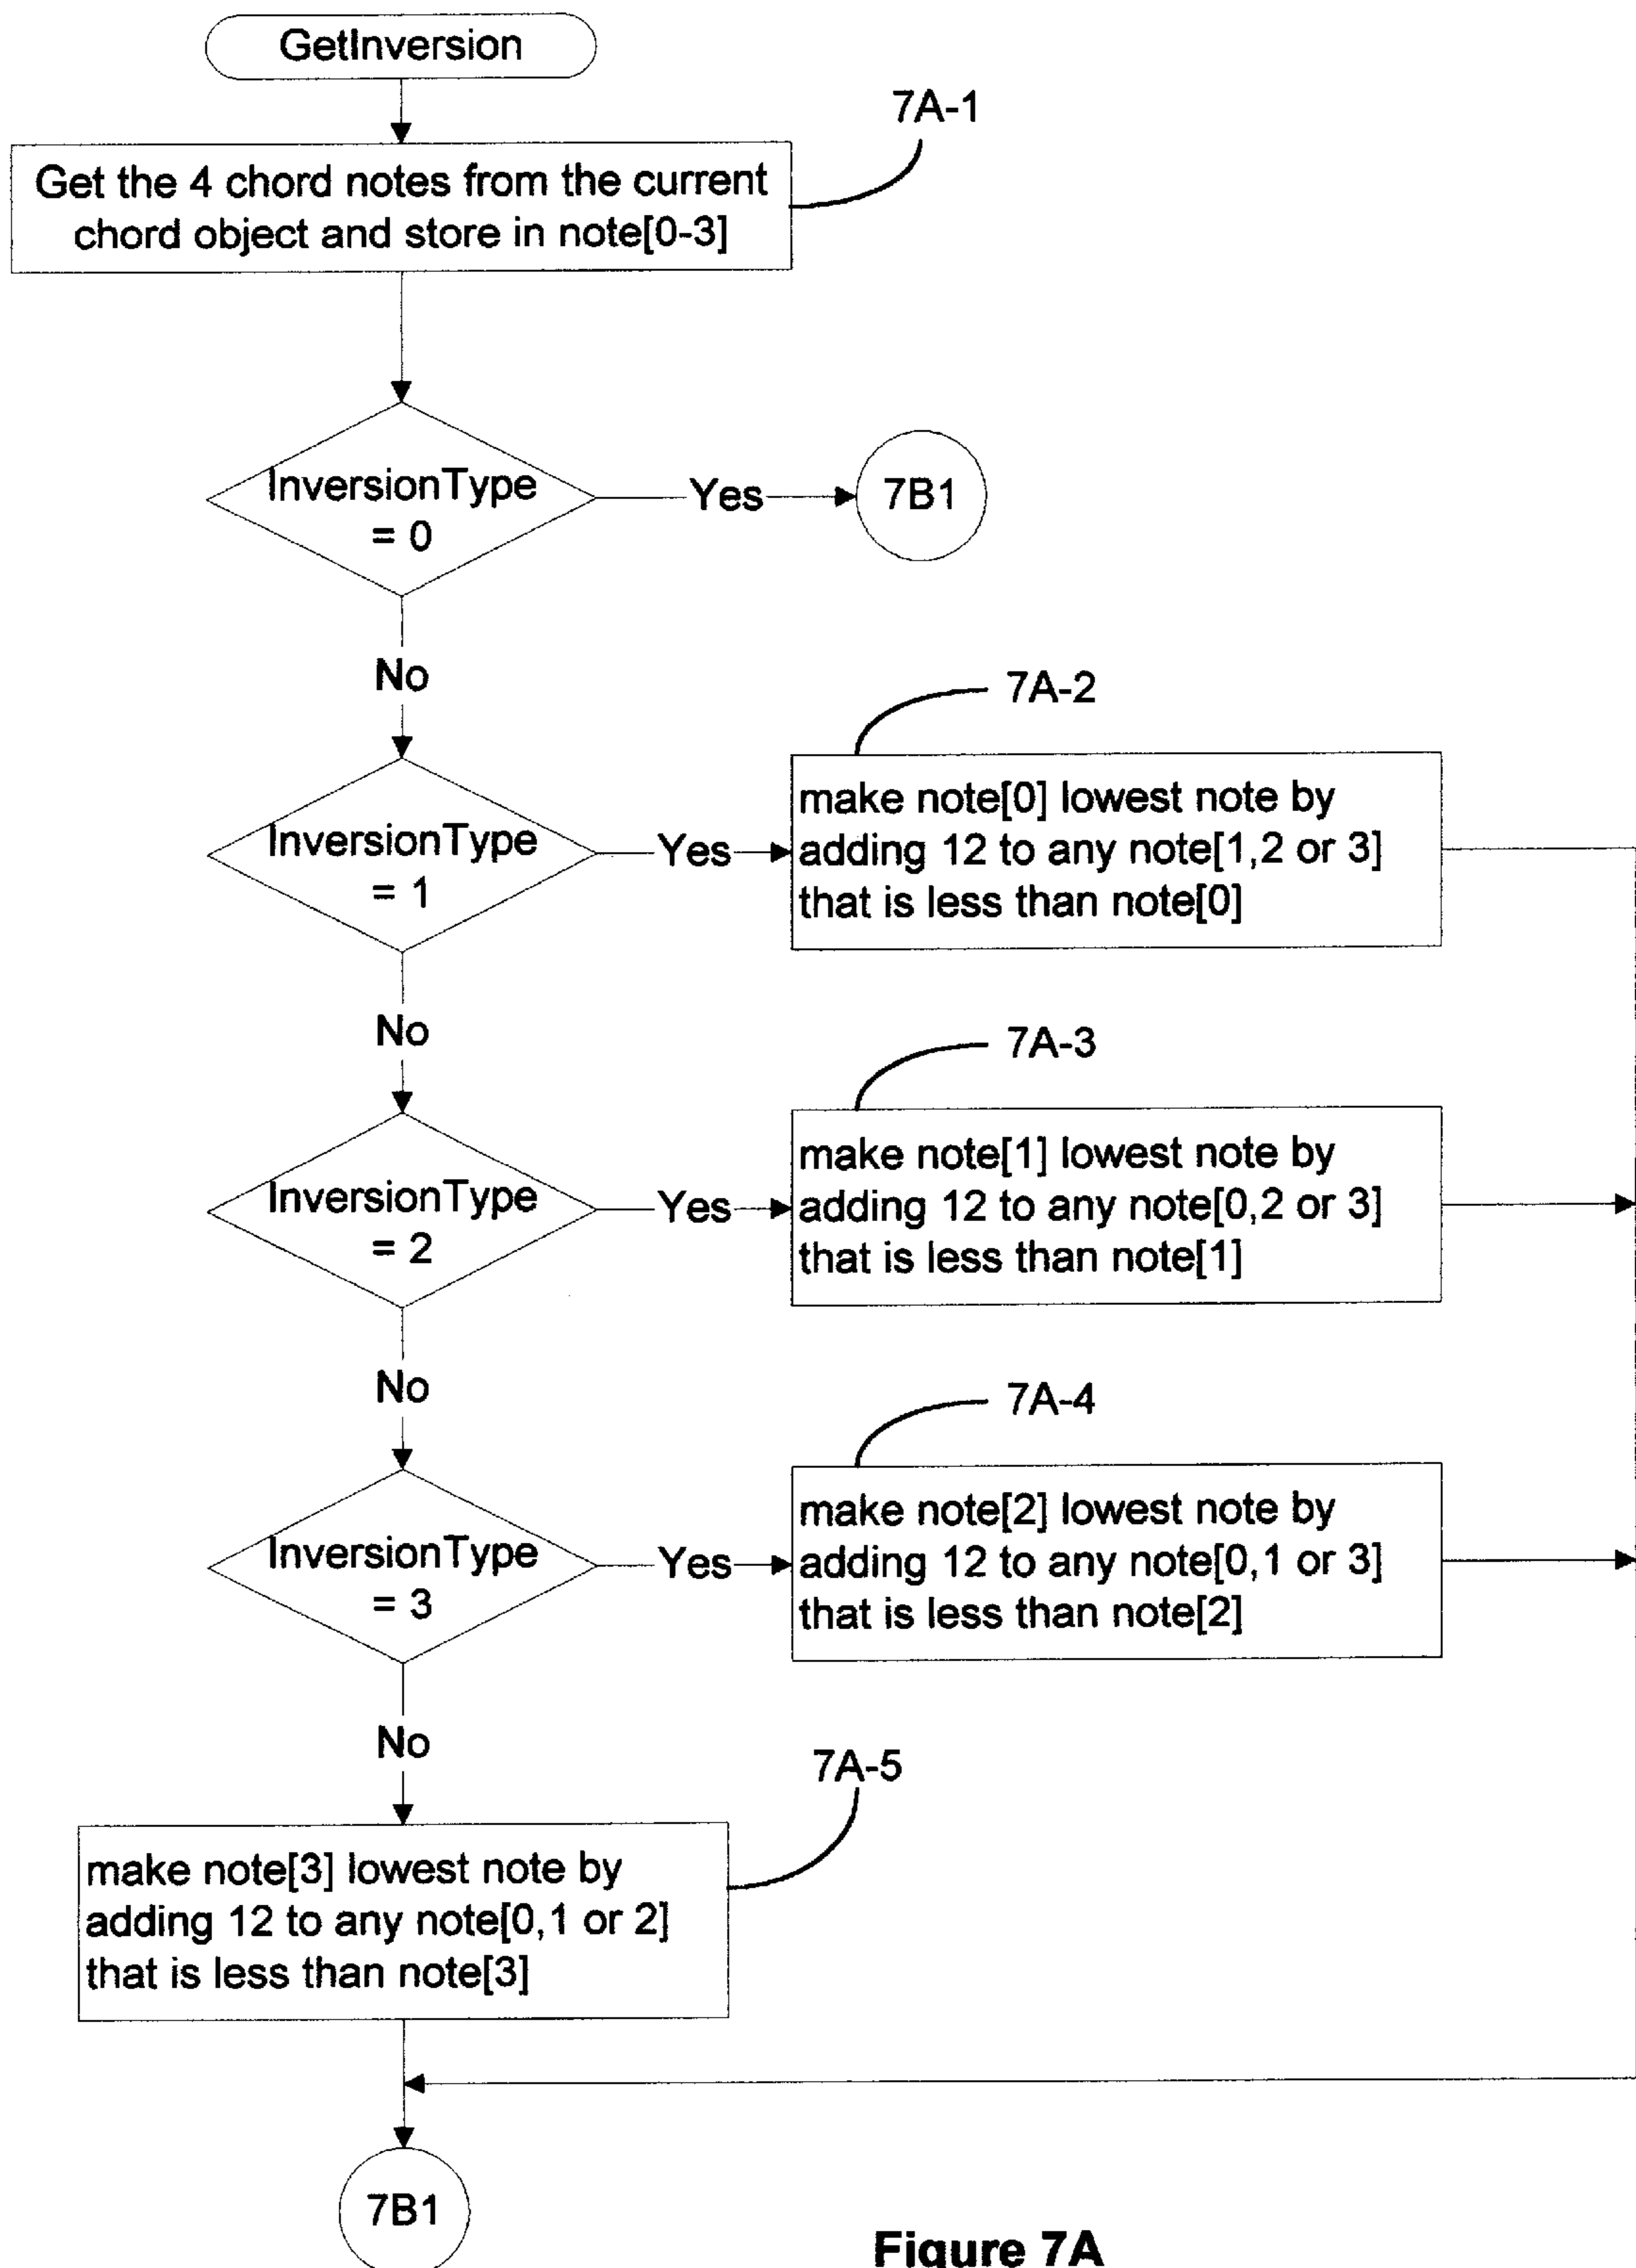 GetInversion
7A-1
Get the 4 chord notes from the current
chord object and store in note[0-3]
InversionType
= 0
Yes
7B1
No
7A-2
InversionType
= 1
Yes
make note[0] lowest note by
adding 12 to any note[1,2 or 3]
that is less than note[0]
No
7A-3
InversionType
= 2
Yes
make note[1] lowest note by
adding 12 to any note[0,2 or 3]
that is less than note[1]
No
7A-4
InversionType
= 3
Yes
make note[2] lowest note by
adding 12 to any note[0,1 or 3]
that is less than note[2]
No
7A-5
make note[3] lowest note by
adding 12 to any note[0,1 or 2]
that is less than note[3]
7B1
Figure 7A